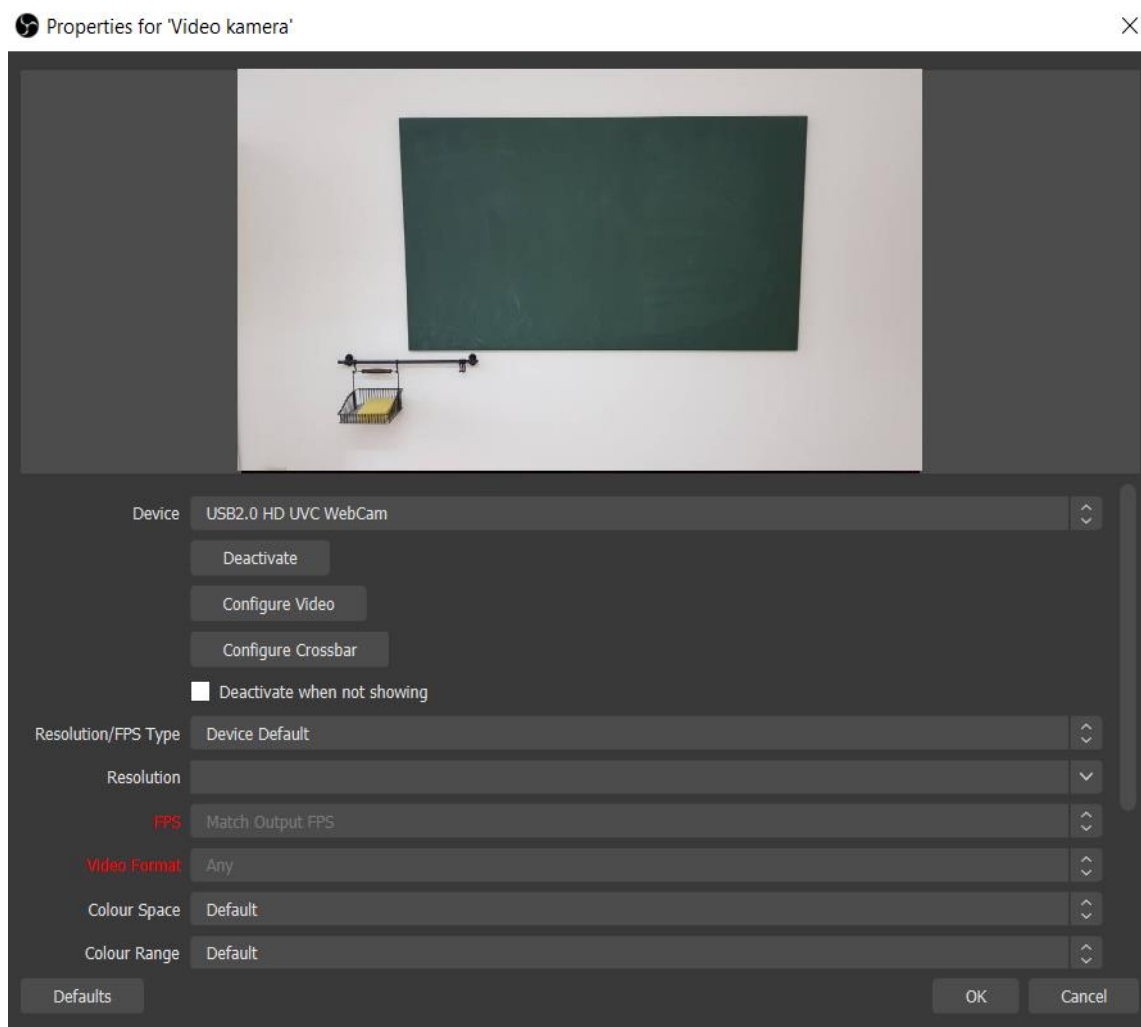 Properties for 'Video kamera'
Device USB2.0 HD UVC WebCam
Deactivate
Configure Video
Configure Crossbar
Deactivate when not showing
Resolution/FPS Type Device Default
Resolution
FPS Match Output FPS
Video Format Any
Colour Space Default
Colour Range Default
Defaults OK Cancel